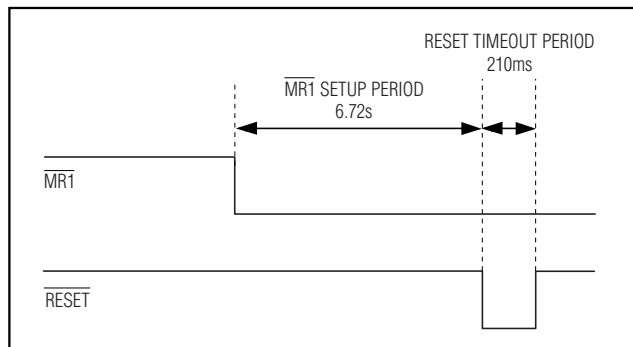 RESET TIMEOUT PERIOD
210ms
MR1 SETUP PERIOD
6.72s
MR1
RESET